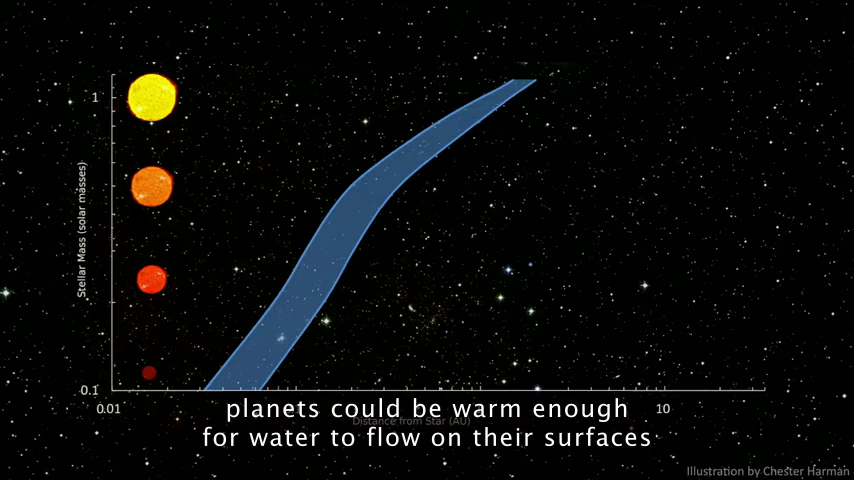 1
Stellar Mass (solar masses)
0.1
0.01
10
planets could be warm enough
Distance from Star (AU)
for water to flow on their surfaces
Illustration by Chester Harman